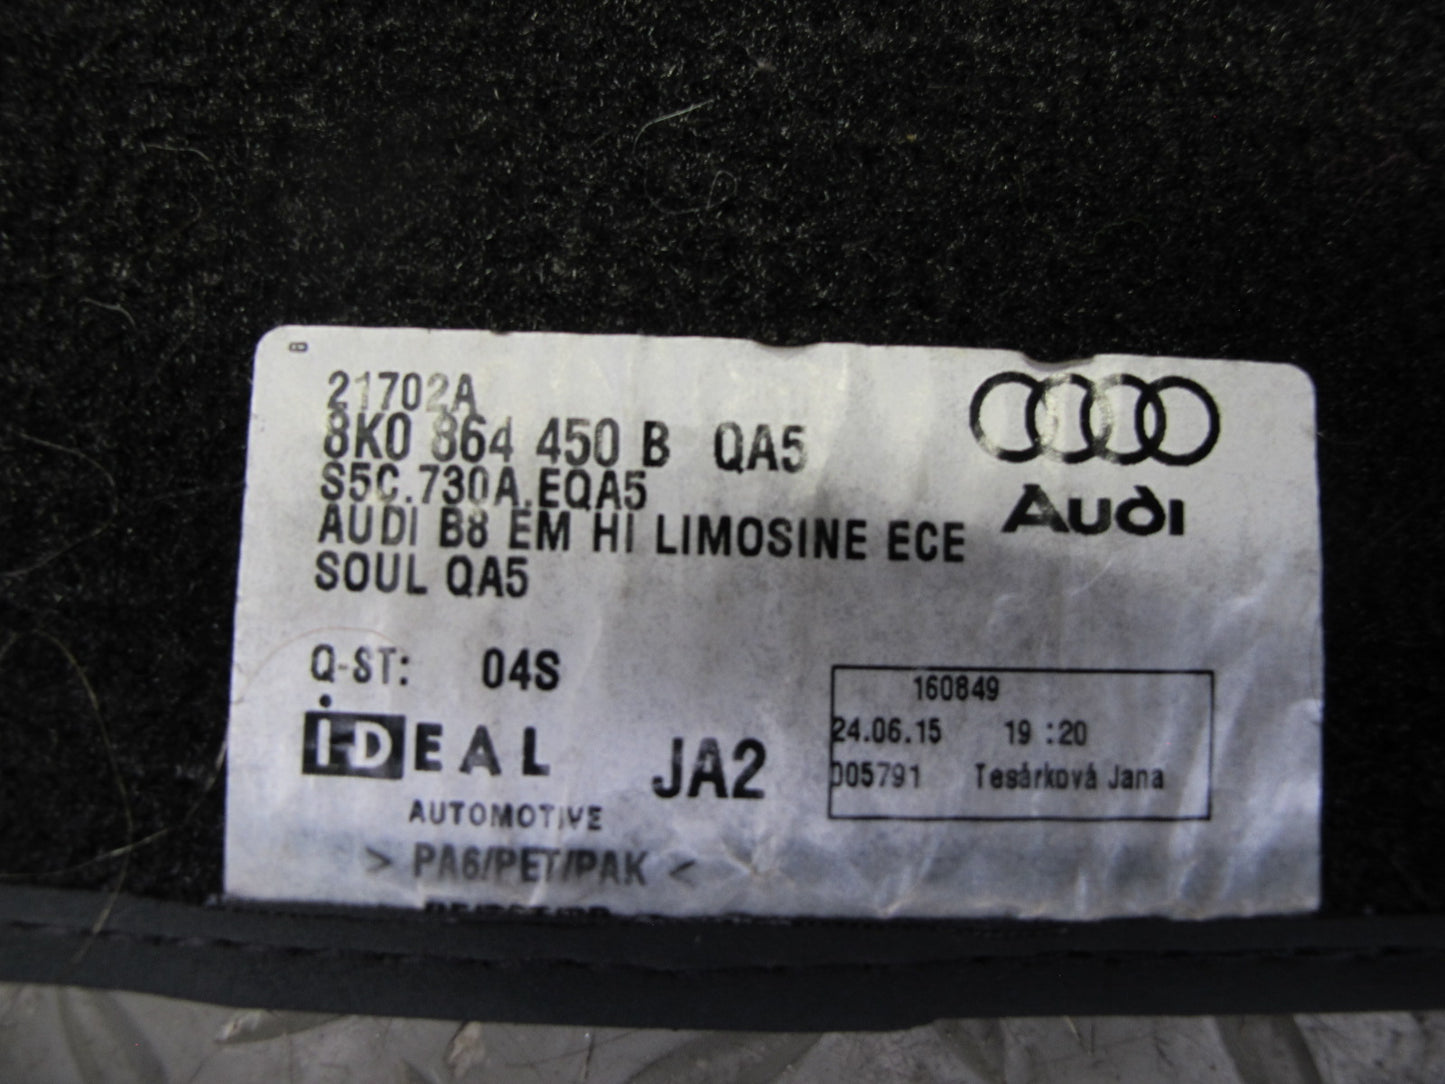 21702A
8K0 864 450 B QA5
S5C.730A.EQA5
AUDI B8 EM HI LIMOSINE ECE
SOUL QA5
Audi
Q-ST: 04S
iDEAL
AUTOMOTIVE
JA2
160849
24.06.15 19:20
005791 Tesárková Jana
> PA6/PET/PAK <